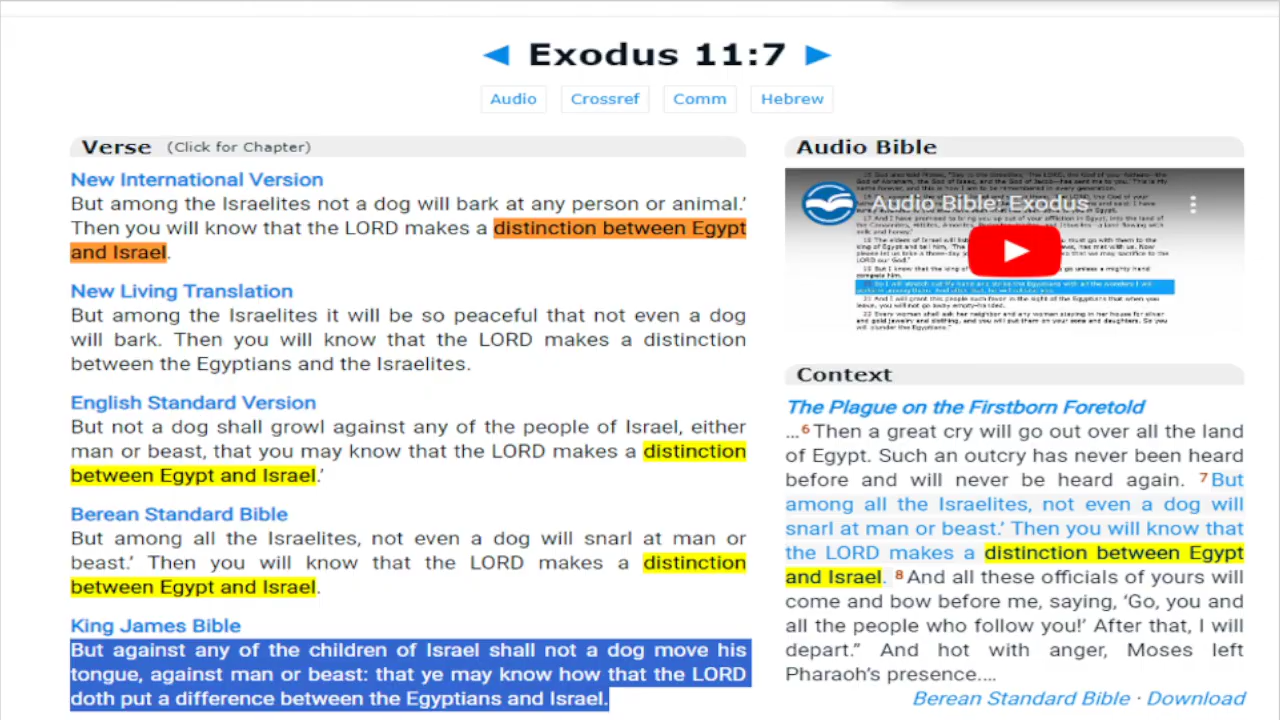 Exodus 11:7
Audio Crossref Comm Hebrew
Verse (Click for Chapter)
New International Version
But among the Israelites not a dog will bark at any person or animal.’
Then you will know that the LORD makes a distinction between Egypt
and Israel.
New Living Translation
But among the Israelites it will be so peaceful that not even a dog
will bark. Then you will know that the LORD makes a distinction
between the Egyptians and the Israelites.
English Standard Version
But not a dog shall growl against any of the people of Israel, either
man or beast, that you may know that the LORD makes a distinction
between Egypt and Israel.’
Berean Standard Bible
But among all the Israelites, not even a dog will snarl at man or
beast.’ Then you will know that the LORD makes a distinction
between Egypt and Israel.
King James Bible
But against any of the children of Israel shall not a dog move his
tongue, against man or beast: that ye may know how that the LORD
doth put a difference between the Egyptians and Israel.
Audio Bible
Audio Bible: Exodus
Context
The Plague on the Firstborn Foretold
…6Then a great cry will go out over all the land
of Egypt. Such an outcry has never been heard
before and will never be heard again. 7But
among all the Israelites, not even a dog will
snarl at man or beast.’ Then you will know that
the LORD makes a distinction between Egypt
and Israel. 8And all these officials of yours will
come and bow before me, saying, ‘Go, you and
all the people who follow you!’ After that, I will
depart.” And hot with anger, Moses left
Pharaoh’s presence.…
Berean Standard Bible · Download